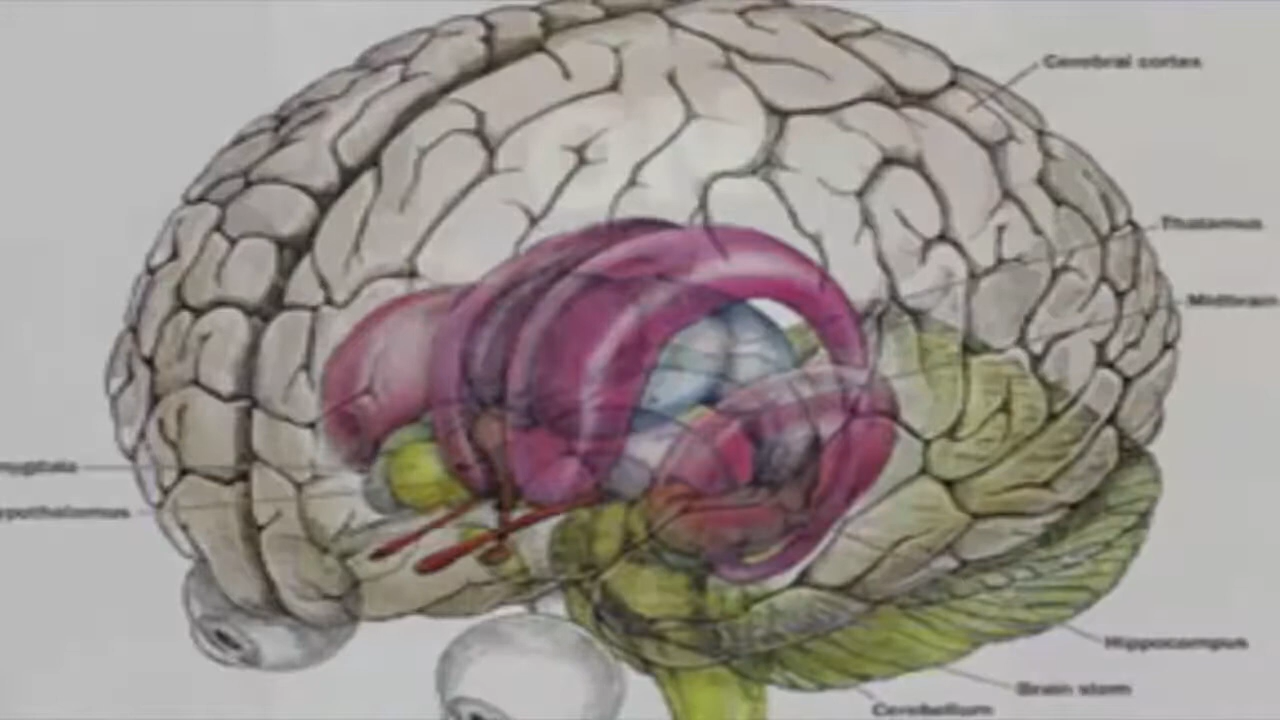 Cerebral cortex
Thalamus
Midbrain
mygdala
ypothalamus
Hippocampus
Brain stem
Cerebellum